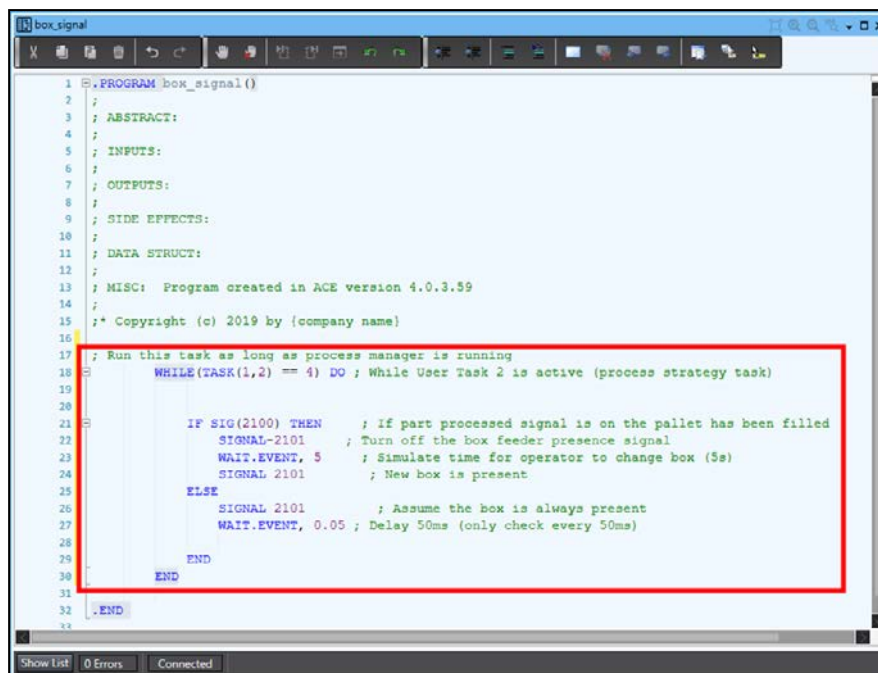 box_signal
1 .PROGRAM box_signal()
2 ;
3 ; ABSTRACT:
4 ;
5 ; INPUTS:
6 ;
7 ; OUTPUTS:
8 ;
9 ; SIDE EFFECTS:
10 ;
11 ; DATA STRUCT:
12 ;
13 ; MISC: Program created in ACE version 4.0.3.59
14 ;
15 ;* Copyright (c) 2019 by {company name}
16
17 ; Run this task as long as process manager is running
18 WHILE(TASK(1,2) == 4) DO ; While User Task 2 is active (process strategy task)
19
20
21 IF SIG(2100) THEN ; If part processed signal is on the pallet has been filled
22 SIGNAL-2101 ; Turn off the box feeder presence signal
23 WAIT.EVENT, 5 ; Simulate time for operator to change box (5s)
24 SIGNAL 2101 ; New box is present
25 ELSE
26 SIGNAL 2101 ; Assume the box is always present
27 WAIT.EVENT, 0.05 ; Delay 50ms (only check every 50ms)
28
29 END
30 END
31
32 .END
33
Show List 0 Errors Connected